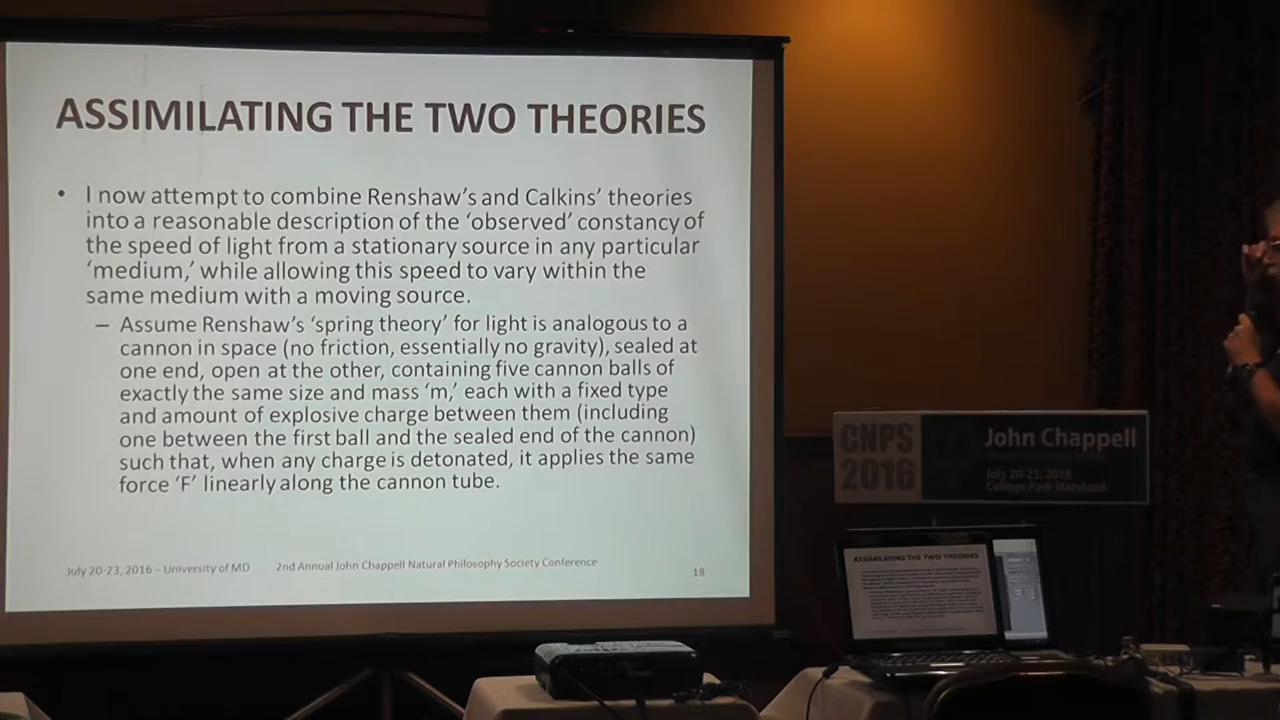 ASSIMILATING THE TWO THEORIES
• I now attempt to combine Renshaw's and Calkins' theories
into a reasonable description of the 'observed' constancy of
the speed of light from a stationary source in any particular
'medium,' while allowing this speed to vary within the
same medium with a moving source.
– Assume Renshaw's 'spring theory' for light is analogous to a
cannon in space (no friction, essentially no gravity), sealed at
one end, open at the other, containing five cannon balls of
exactly the same size and mass 'm,' each with a fixed type
and amount of explosive charge between them (including
one between the first ball and the sealed end of the cannon)
such that, when any charge is detonated, it applies the same
force 'F' linearly along the cannon tube.
July 20-23, 2016 – University of MD 2nd Annual John Chappell Natural Philosophy Society Conference 18
CNPS
2016
John Chappell
July 20-23, 2016
College Park Maryland
ASSIMILATING THE TWO THEORIES